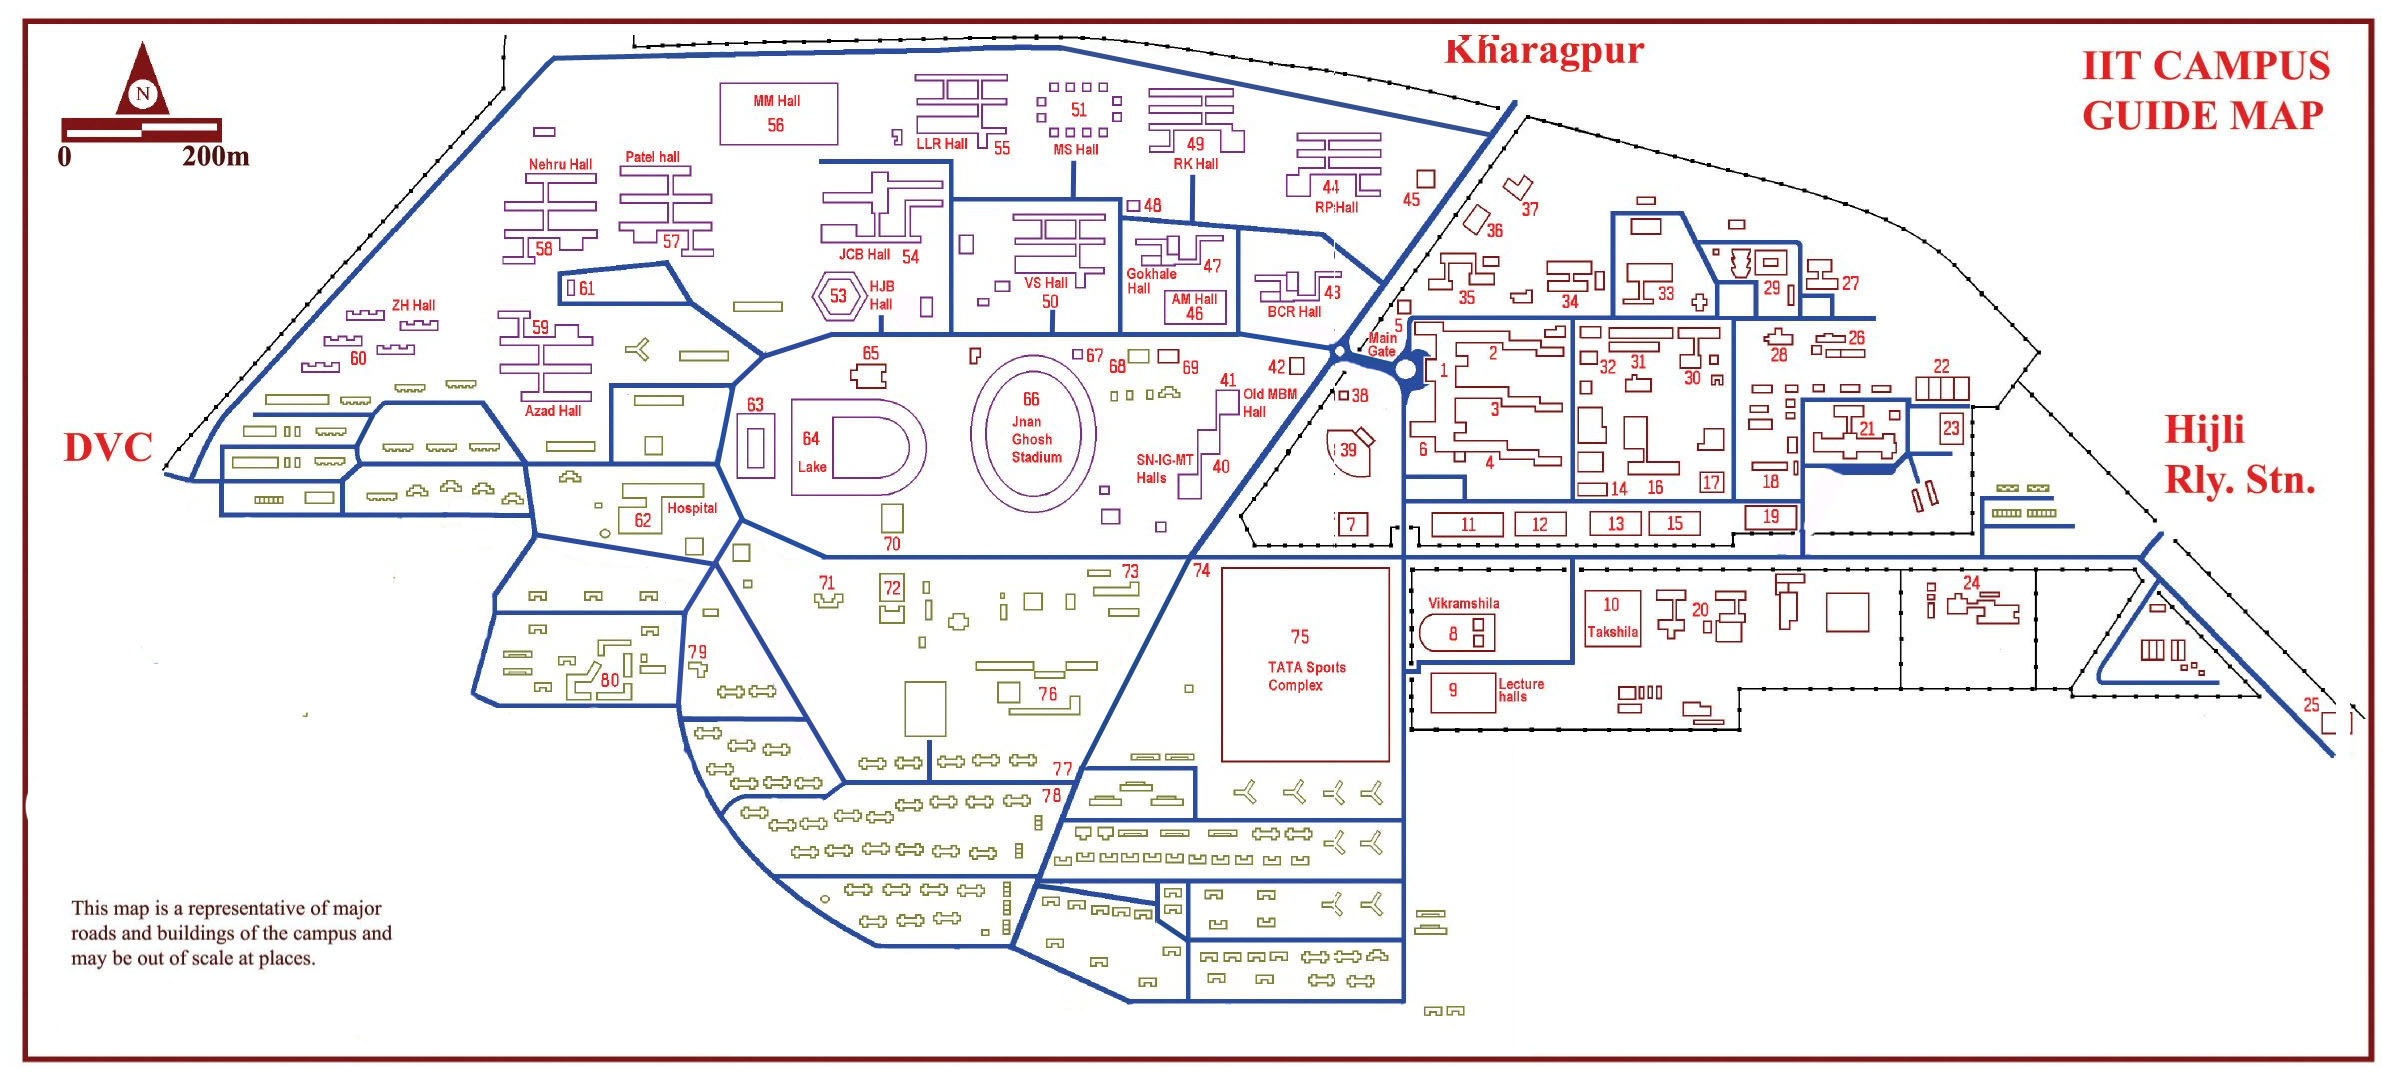 Kharagpur
IIT CAMPUS
GUIDE MAP
N
0 200m
MM Hall
56
LLR Hall
55
51
MS Hall
49
RK Hall
44
RP Hall
45
37
36
Nehru Hall
58
Patel hall
57
JCB Hall 54
48
47
Gokhale
Hall
AM Hall
46
43
BCR Hall
VS Hall
50
53
HJB
Hall
61
ZH Hall
60
59
Azad Hall
35
34
33
29
27
5
Main
Gate
1
2
3
4
6
32
31
30
28
26
22
21
23
DVC
Hijli
Rly. Stn.
65
63
64
Lake
66
Jnan
Ghosh
Stadium
67
68
69
42
41
Old MBM
Hall
38
39
SN-IG-MT
Halls
40
14
16
17
18
7
11
12
13
15
19
62
Hospital
70
71
72
73
74
75
TATA Sports
Complex
Vikramshila
8
9
Lecture
halls
10
Takshila
20
24
25
79
80
76
77
78
This map is a representative of major
roads and buildings of the campus and
may be out of scale at places.